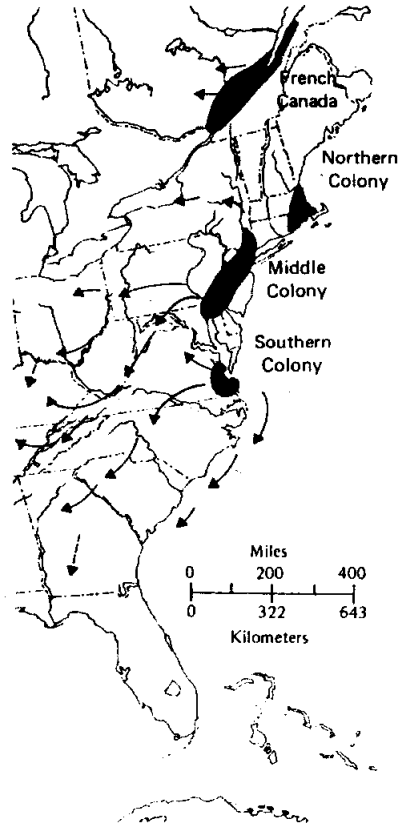 French
Canada
Northern
Colony
Middle
Colony
Southern
Colony
Miles
0 200 400
0 322 643
Kilometers